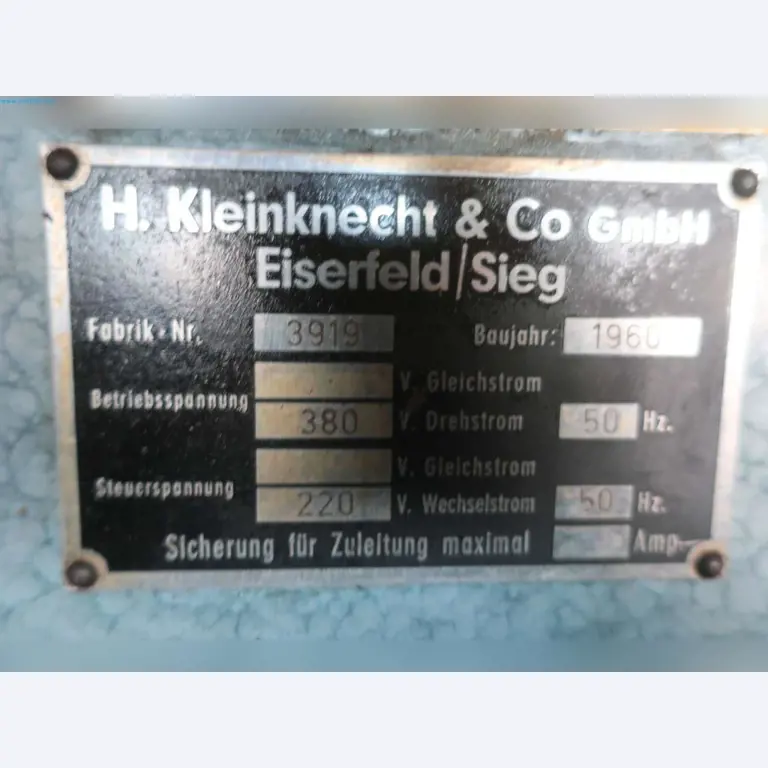 H. Kleinknecht & Co GmbH
Eiserfeld/Sieg
Fabrik-Nr. 3919 Baujahr: 1960
V. Gleichstrom
Betriebsspannung
380 V. Drehstrom 50 Hz.
V. Gleichstrom
Steuerspannung
220 V. Wechselstrom 50 Hz.
Sicherung für Zuleitung maximal Amp.